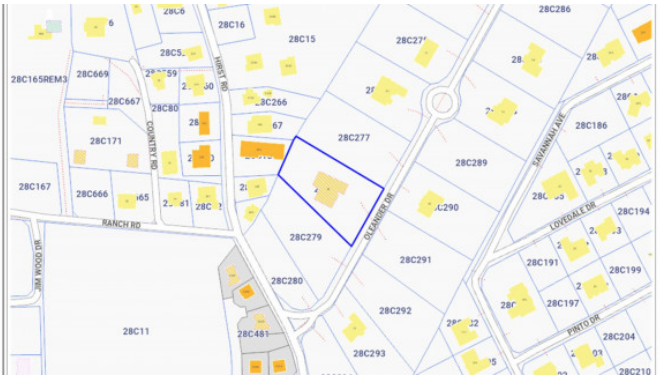 28C6
28C16
28C15
28C286
28C165REM3
28C669
28C667
28C80
28C266
28C171
28C277
28C186
28C289
28C167
28C666
28C290
28C194
28C279
28C291
28C191
28C199
28C280
28C197
28C292
28C11
28C481
28C293
28C204
28C210
HIRST RD
COUNTRY RD
RANCH RD
JIM WOOD DR
OLEANDER DR
SAVANNAH AVE
LOVEDALE DR
PINTO DR